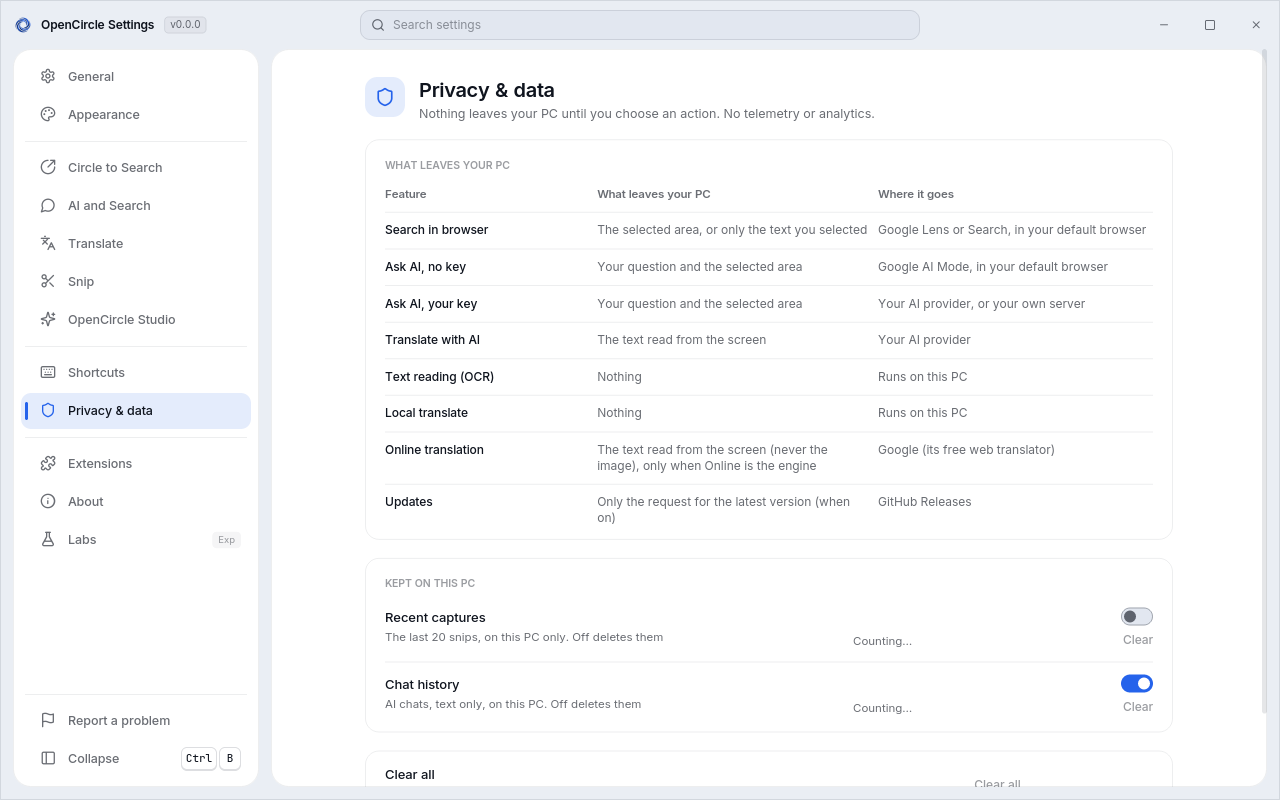 OpenCircle Settings v0.0.0
Search settings
General
Appearance
Circle to Search
AI and Search
Translate
Snip
OpenCircle Studio
Shortcuts
Privacy & data
Extensions
About
Labs Exp
Report a problem
Collapse Ctrl B
Privacy & data
Nothing leaves your PC until you choose an action. No telemetry or analytics.
WHAT LEAVES YOUR PC
Feature What leaves your PC Where it goes
Search in browser The selected area, or only the text you selected Google Lens or Search, in your default browser
Ask AI, no key Your question and the selected area Google AI Mode, in your default browser
Ask AI, your key Your question and the selected area Your AI provider, or your own server
Translate with AI The text read from the screen Your AI provider
Text reading (OCR) Nothing Runs on this PC
Local translate Nothing Runs on this PC
Online translation The text read from the screen (never the Google (its free web translator)
image), only when Online is the engine
Updates Only the request for the latest version (when GitHub Releases
on)
KEPT ON THIS PC
Recent captures
The last 20 snips, on this PC only. Off deletes them Counting... Clear
Chat history
AI chats, text only, on this PC. Off deletes them Counting... Clear
Clear all
Clear all